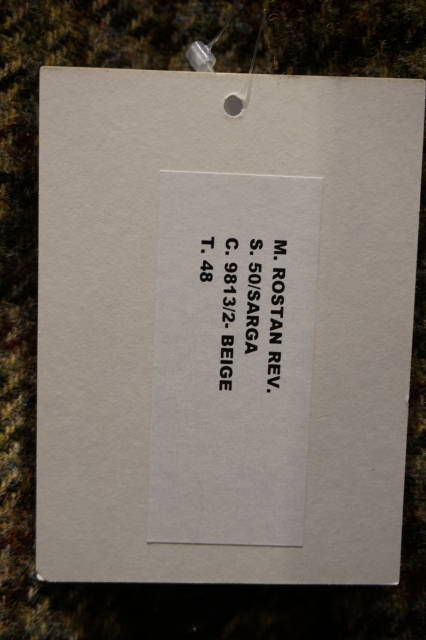 M. ROSTAN REV.
S. 50/SARGA
C. 9813/2- BEIGE
T. 48